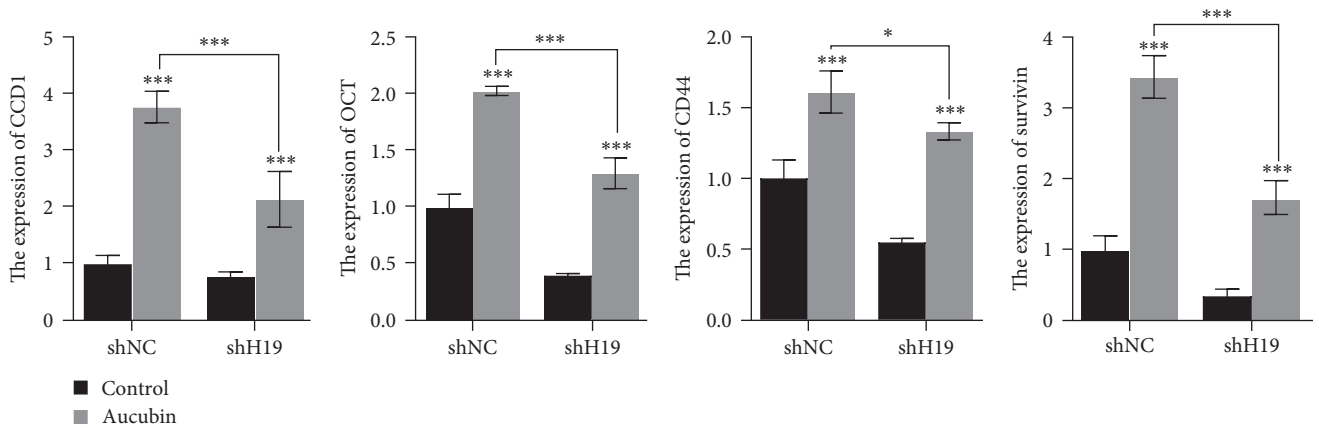 The expression of CCD1
5
4
3
2
1
0
***
***
***
shNC
shH19
The expression of OCT
2.5
2.0
1.5
1.0
0.5
0.0
***
***
***
shNC
shH19
The expression of CD44
2.0
1.5
1.0
0.5
0.0
*
***
***
shNC
shH19
The expression of survivin
4
3
2
1
0
***
***
***
shNC
shH19
Control
Aucubin